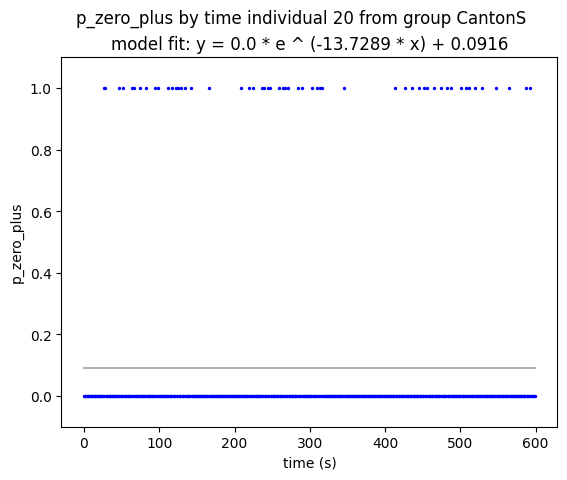 p_zero_plus by time individual 20 from group CantonS
model fit: y = 0.0 * e ^ (-13.7289 * x) + 0.0916
1.0
0.8
0.6
0.4
0.2
0.0
p_zero_plus
0 100 200 300 400 500 600
time (s)